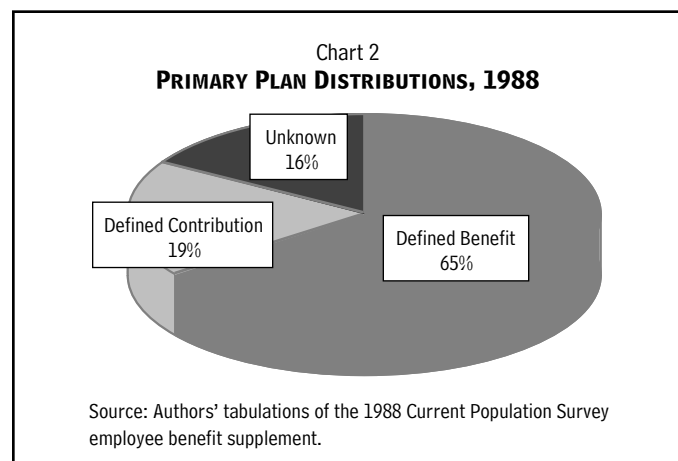 Chart 2
PRIMARY PLAN DISTRIBUTIONS, 1988
Unknown
16%
Defined Contribution
19%
Defined Benefit
65%
Source: Authors' tabulations of the 1988 Current Population Survey
employee benefit supplement.